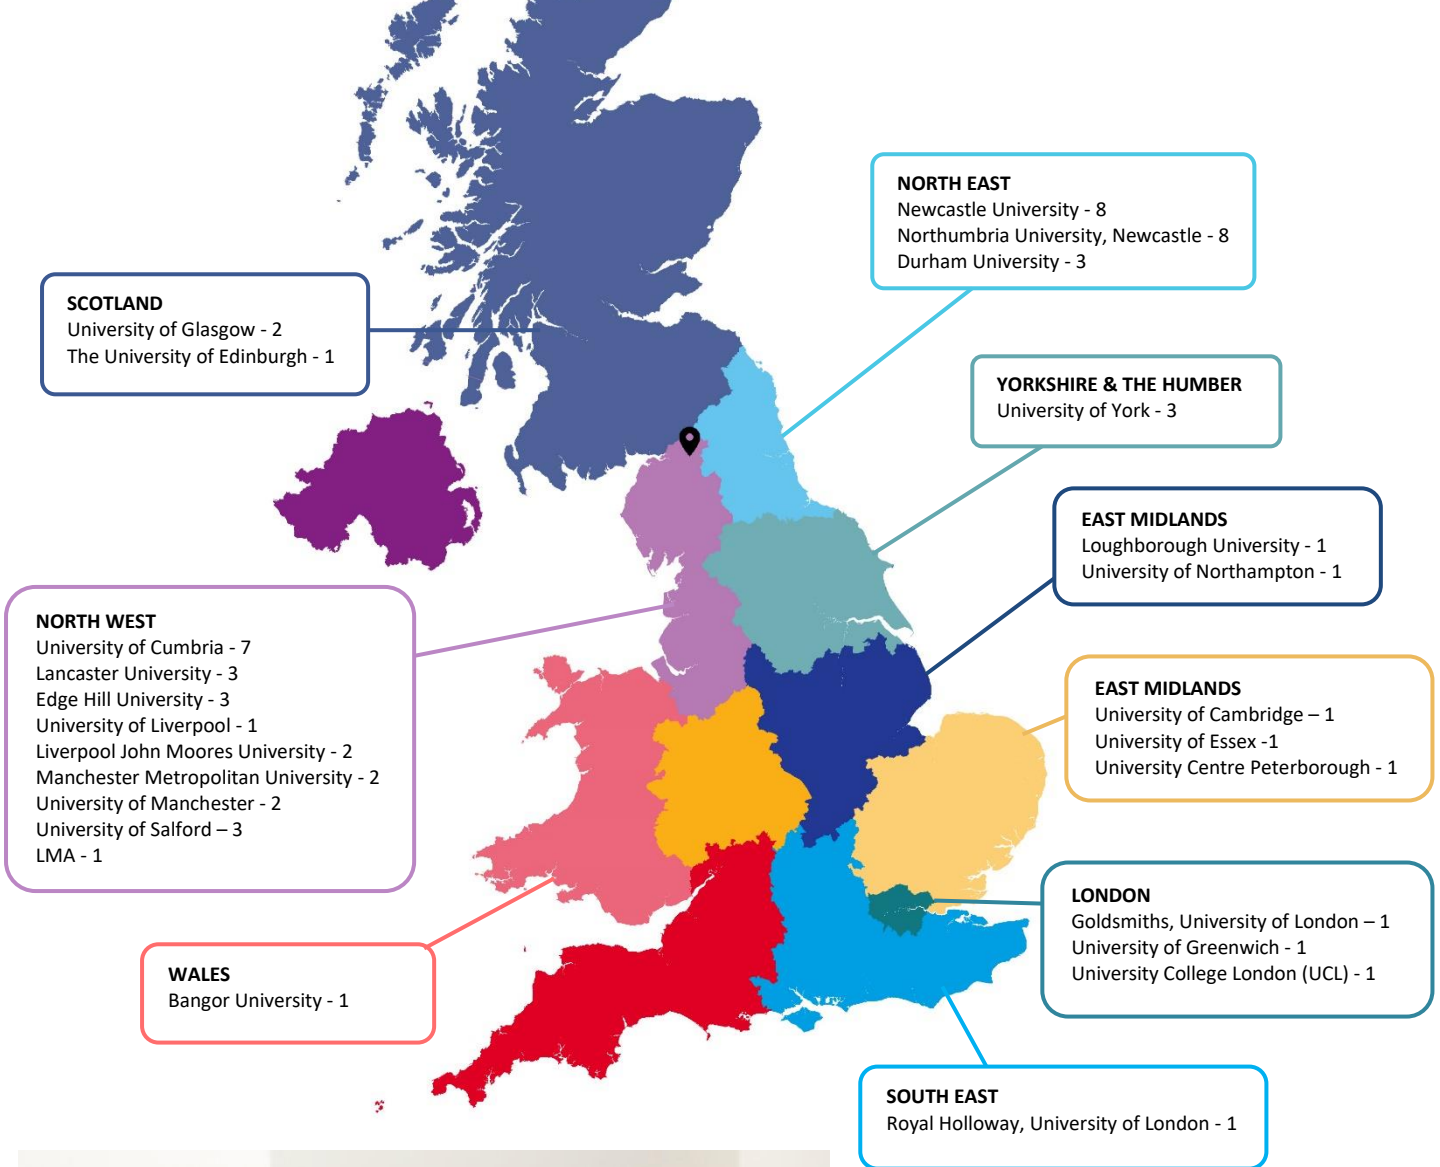 NORTH EAST
Newcastle University - 8
Northumbria University, Newcastle - 8
Durham University - 3
SCOTLAND
University of Glasgow - 2
The University of Edinburgh - 1
YORKSHIRE & THE HUMBER
University of York - 3
EAST MIDLANDS
Loughborough University - 1
University of Northampton - 1
NORTH WEST
University of Cumbria - 7
Lancaster University - 3
Edge Hill University - 3
University of Liverpool - 1
Liverpool John Moores University - 2
Manchester Metropolitan University - 2
University of Manchester - 2
University of Salford – 3
LMA - 1
EAST MIDLANDS
University of Cambridge – 1
University of Essex -1
University Centre Peterborough - 1
LONDON
Goldsmiths, University of London – 1
University of Greenwich - 1
University College London (UCL) - 1
WALES
Bangor University - 1
SOUTH EAST
Royal Holloway, University of London - 1